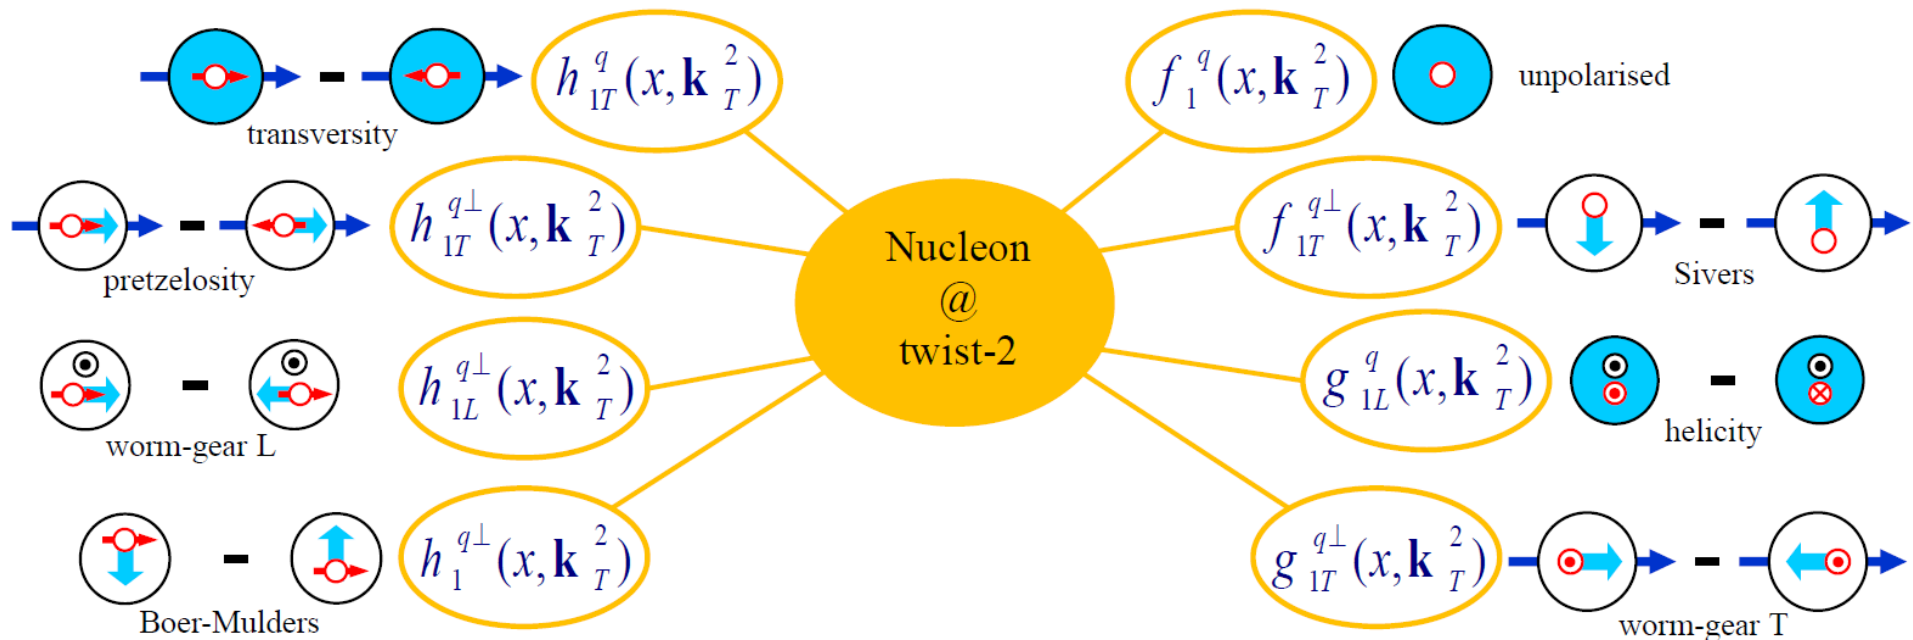 h_{1T}^{q}(x, k_T^2)
transversity
f_1^{q}(x, k_T^2)
unpolarised
h_{1T}^{q⊥}(x, k_T^2)
pretzelosity
f_{1T}^{q⊥}(x, k_T^2)
Sivers
Nucleon
@
twist-2
h_{1L}^{q⊥}(x, k_T^2)
worm-gear L
g_{1L}^{q}(x, k_T^2)
helicity
h_1^{q⊥}(x, k_T^2)
Boer-Mulders
g_{1T}^{q⊥}(x, k_T^2)
worm-gear T